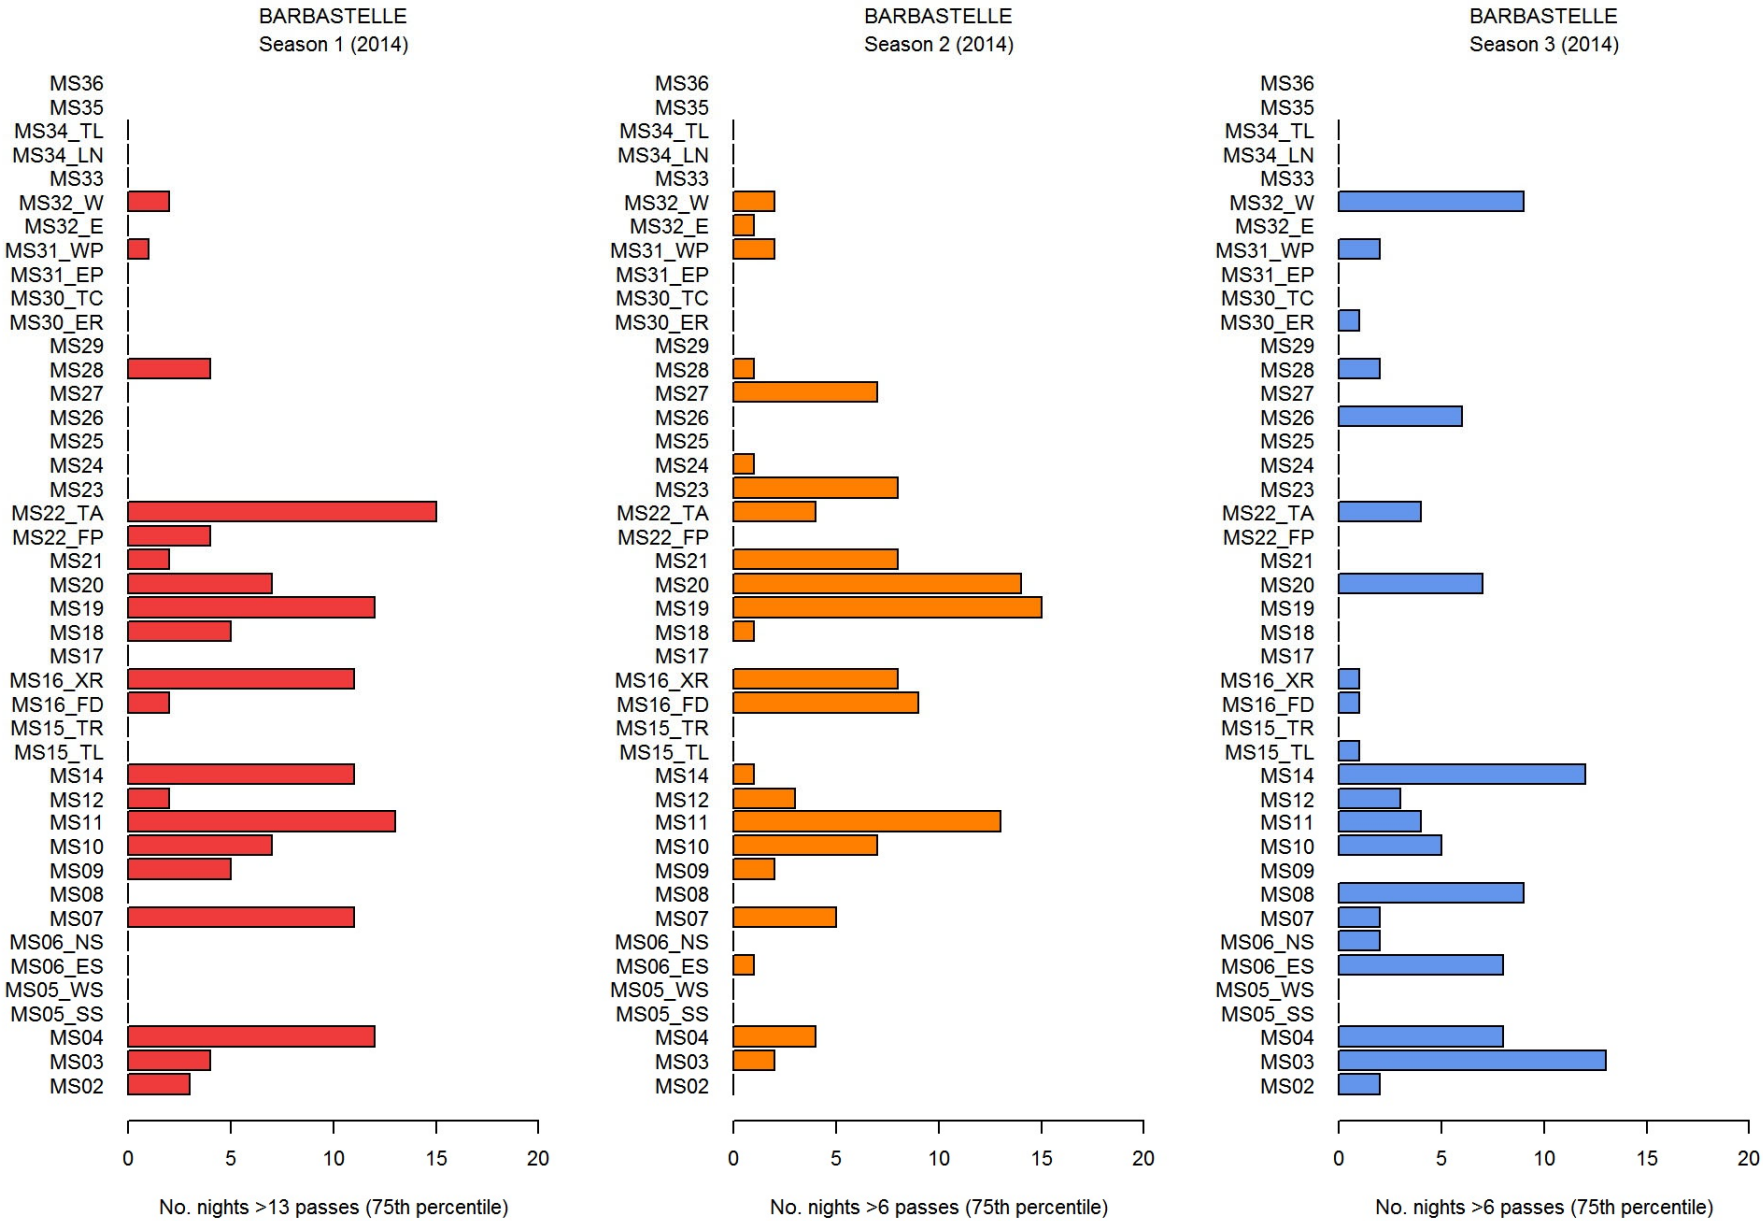 BARBASTELLE
Season 1 (2014)
MS36
MS35
MS34_TL
MS34_LN
MS33
MS32_W
MS32_E
MS31_WP
MS31_EP
MS30_TC
MS30_ER
MS29
MS28
MS27
MS26
MS25
MS24
MS23
MS22_TA
MS22_FP
MS21
MS20
MS19
MS18
MS17
MS16_XR
MS16_FD
MS15_TR
MS15_TL
MS14
MS12
MS11
MS10
MS09
MS08
MS07
MS06_NS
MS06_ES
MS05_WS
MS05_SS
MS04
MS03
MS02
0 5 10 15 20
No. nights >13 passes (75th percentile)
BARBASTELLE
Season 2 (2014)
MS36
MS35
MS34_TL
MS34_LN
MS33
MS32_W
MS32_E
MS31_WP
MS31_EP
MS30_TC
MS30_ER
MS29
MS28
MS27
MS26
MS25
MS24
MS23
MS22_TA
MS22_FP
MS21
MS20
MS19
MS18
MS17
MS16_XR
MS16_FD
MS15_TR
MS15_TL
MS14
MS12
MS11
MS10
MS09
MS08
MS07
MS06_NS
MS06_ES
MS05_WS
MS05_SS
MS04
MS03
MS02
0 5 10 15 20
No. nights >6 passes (75th percentile)
BARBASTELLE
Season 3 (2014)
MS36
MS35
MS34_TL
MS34_LN
MS33
MS32_W
MS32_E
MS31_WP
MS31_EP
MS30_TC
MS30_ER
MS29
MS28
MS27
MS26
MS25
MS24
MS23
MS22_TA
MS22_FP
MS21
MS20
MS19
MS18
MS17
MS16_XR
MS16_FD
MS15_TR
MS15_TL
MS14
MS12
MS11
MS10
MS09
MS08
MS07
MS06_NS
MS06_ES
MS05_WS
MS05_SS
MS04
MS03
MS02
0 5 10 15 20
No. nights >6 passes (75th percentile)